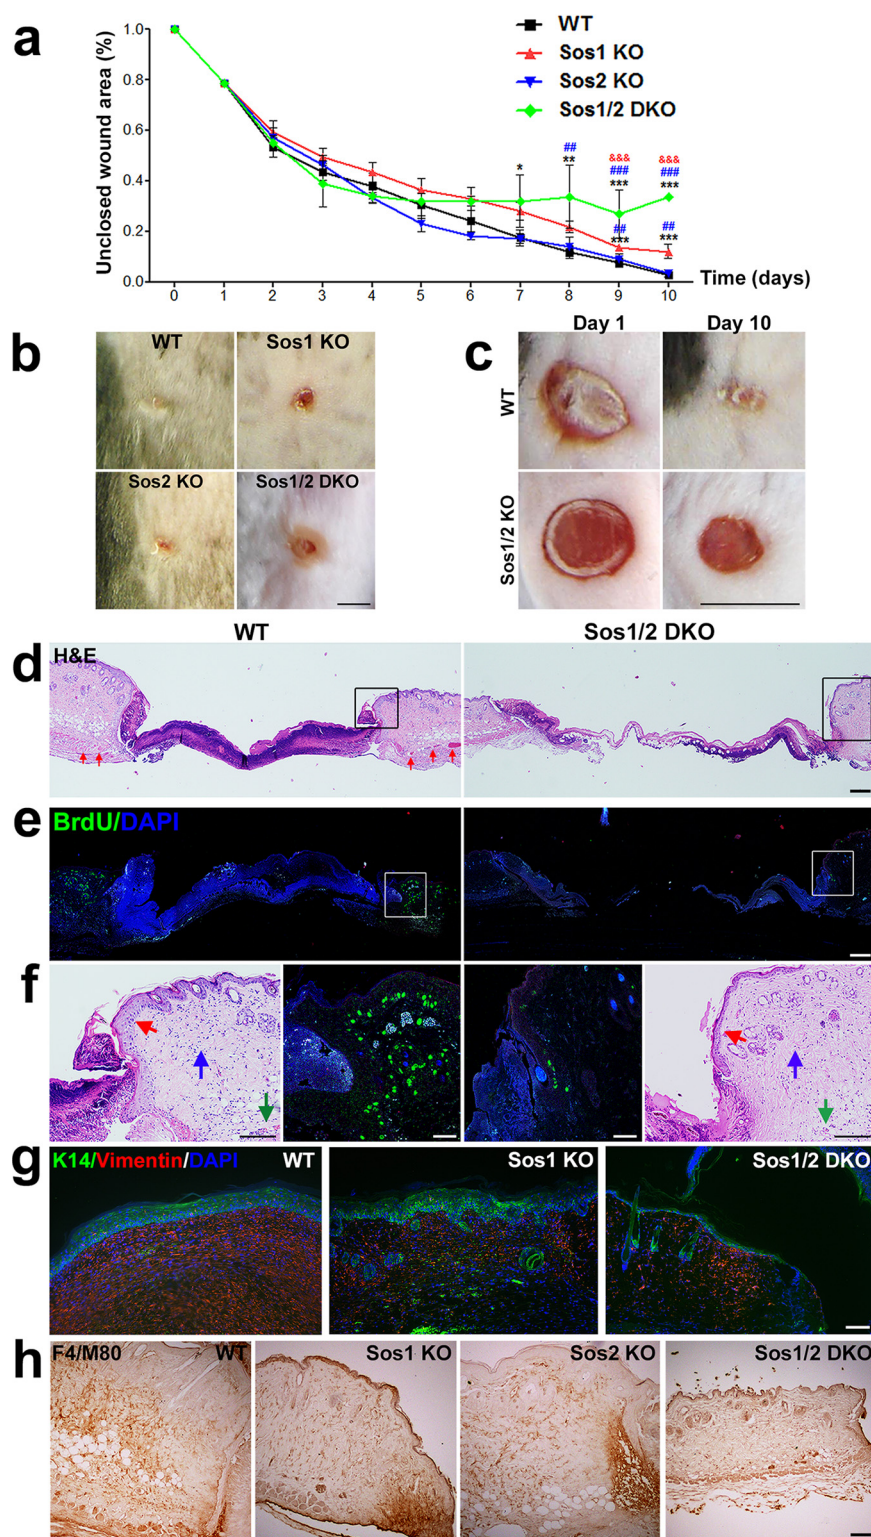 a
Unclosed wound area (%)
1.0
0.8
0.6
0.4
0.2
0.0
0 1 2 3 4 5 6 7 8 9 10
Time (days)
WT
Sos1 KO
Sos2 KO
Sos1/2 DKO
*
##
**
&&&
###
***
##
***
&&&
###
***
##
***
b
WT Sos1 KO
Sos2 KO Sos1/2 DKO
c
Day 1 Day 10
WT
Sos1/2 KO
WT Sos1/2 DKO
d
H&E
e
BrdU/DAPI
f
g
K14/Vimentin/DAPI WT Sos1 KO Sos1/2 DKO
h
F4/M80 WT Sos1 KO Sos2 KO Sos1/2 DKO